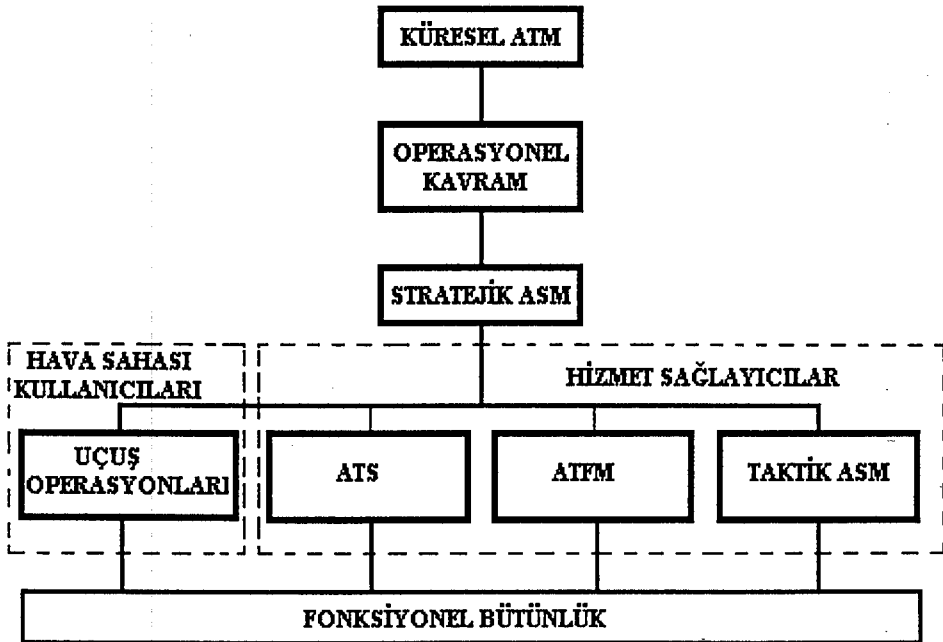 KÜRESEL ATM
OPERASYONEL
KAVRAM
STRATEJİK ASM
HAVA SAHASI
KULLANICILARI
HİZMET SAĞLAYICILAR
UÇUŞ
OPERASYONLARI
ATS
ATFM
TAKTİK ASM
FONKSİYONEL BÜTÜNLÜK